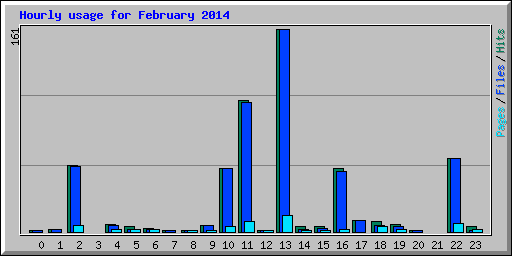 Hourly usage for February 2014
161
Pages/Files/Hits
0 1 2 3 4 5 6 7 8 9 10 11 12 13 14 15 16 17 18 19 20 21 22 23